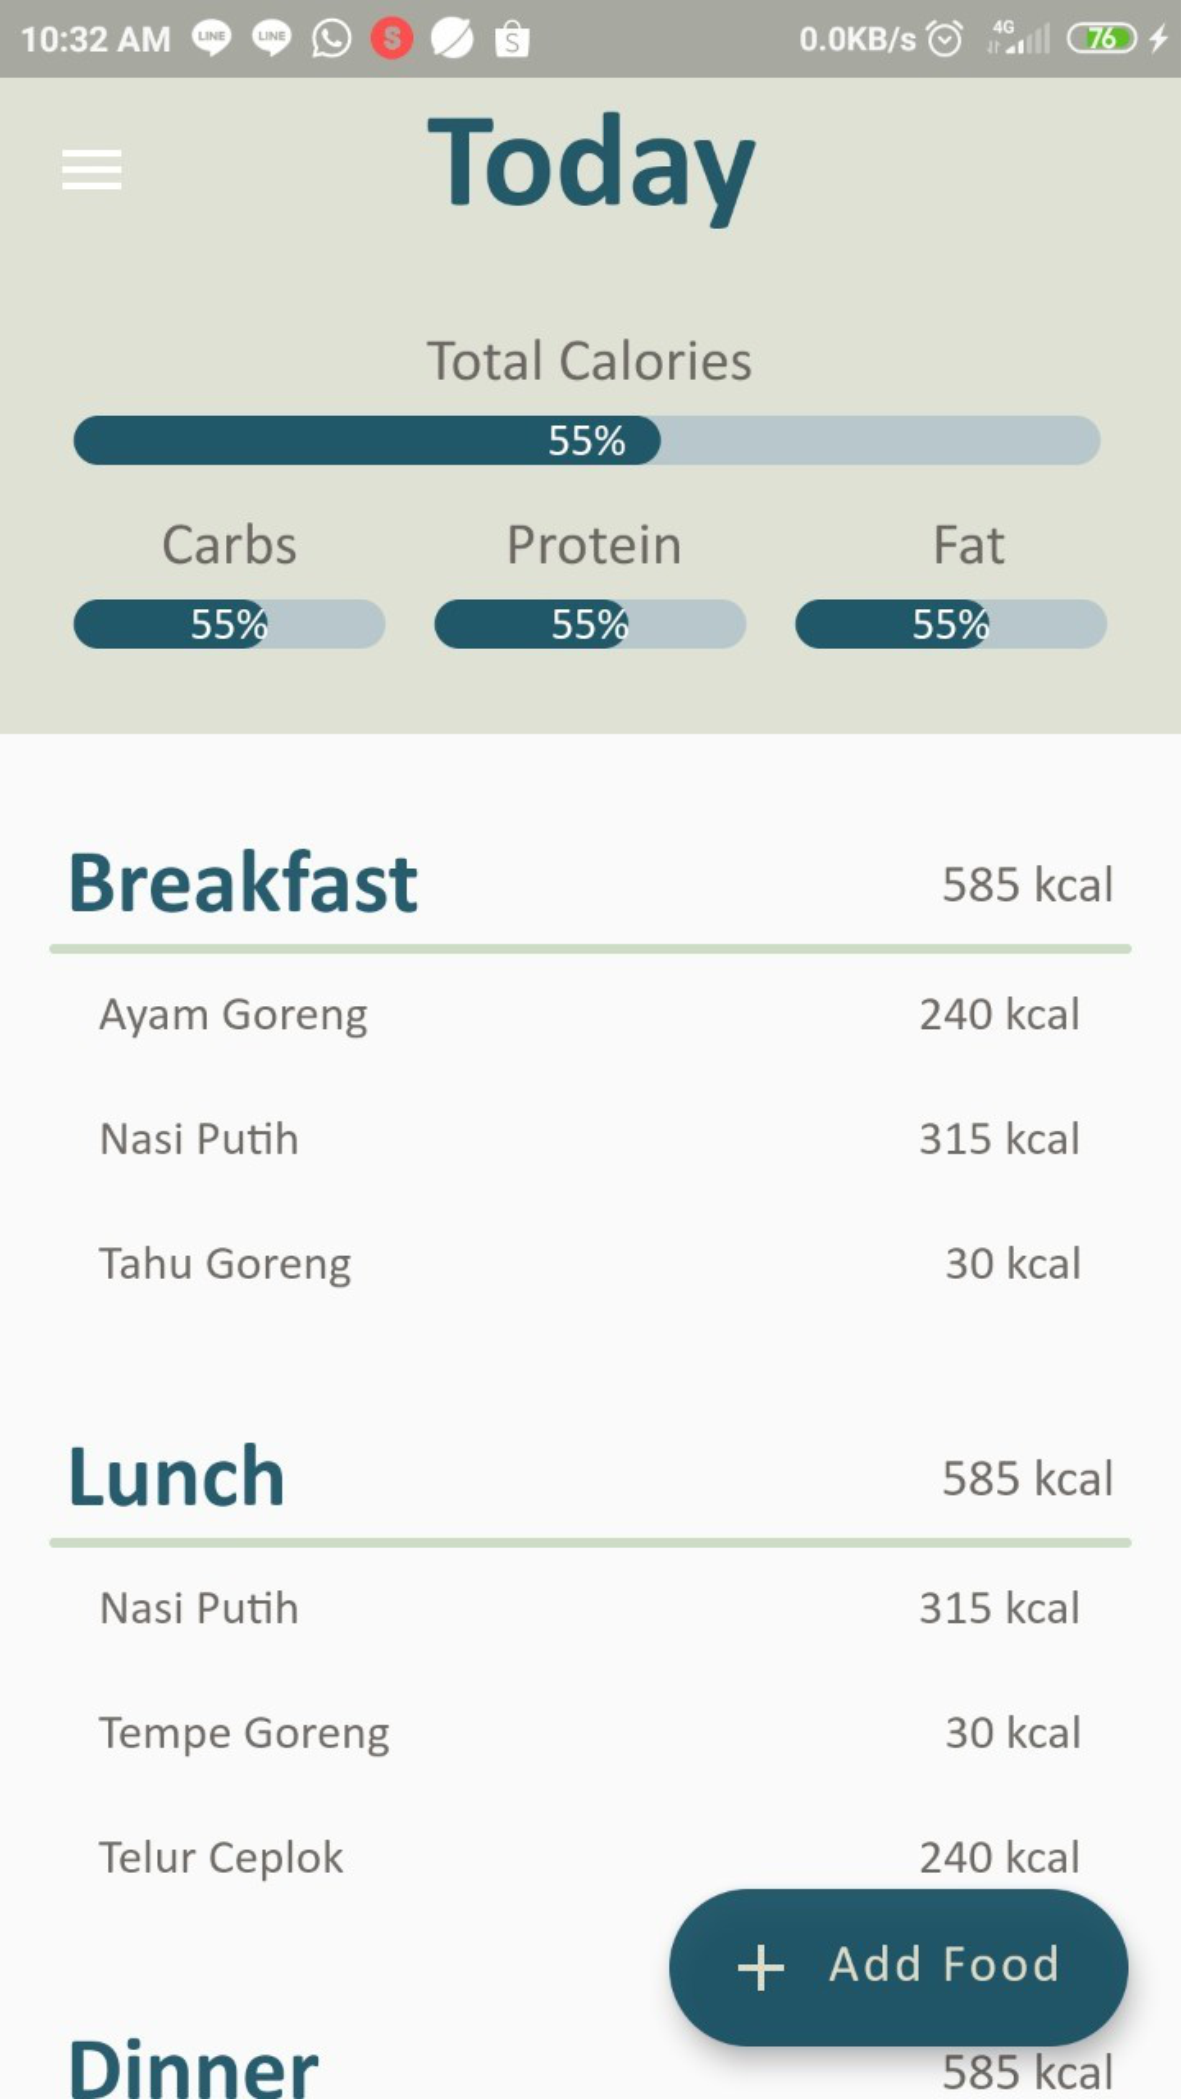 10:32 AM LINE LINE S S 0.0KB/s 4G 76
Today
Total Calories
55%
Carbs Protein Fat
55% 55% 55%
Breakfast 585 kcal
Ayam Goreng 240 kcal
Nasi Putih 315 kcal
Tahu Goreng 30 kcal
Lunch 585 kcal
Nasi Putih 315 kcal
Tempe Goreng 30 kcal
Telur Ceplok 240 kcal
+ Add Food
Dinner 585 kcal